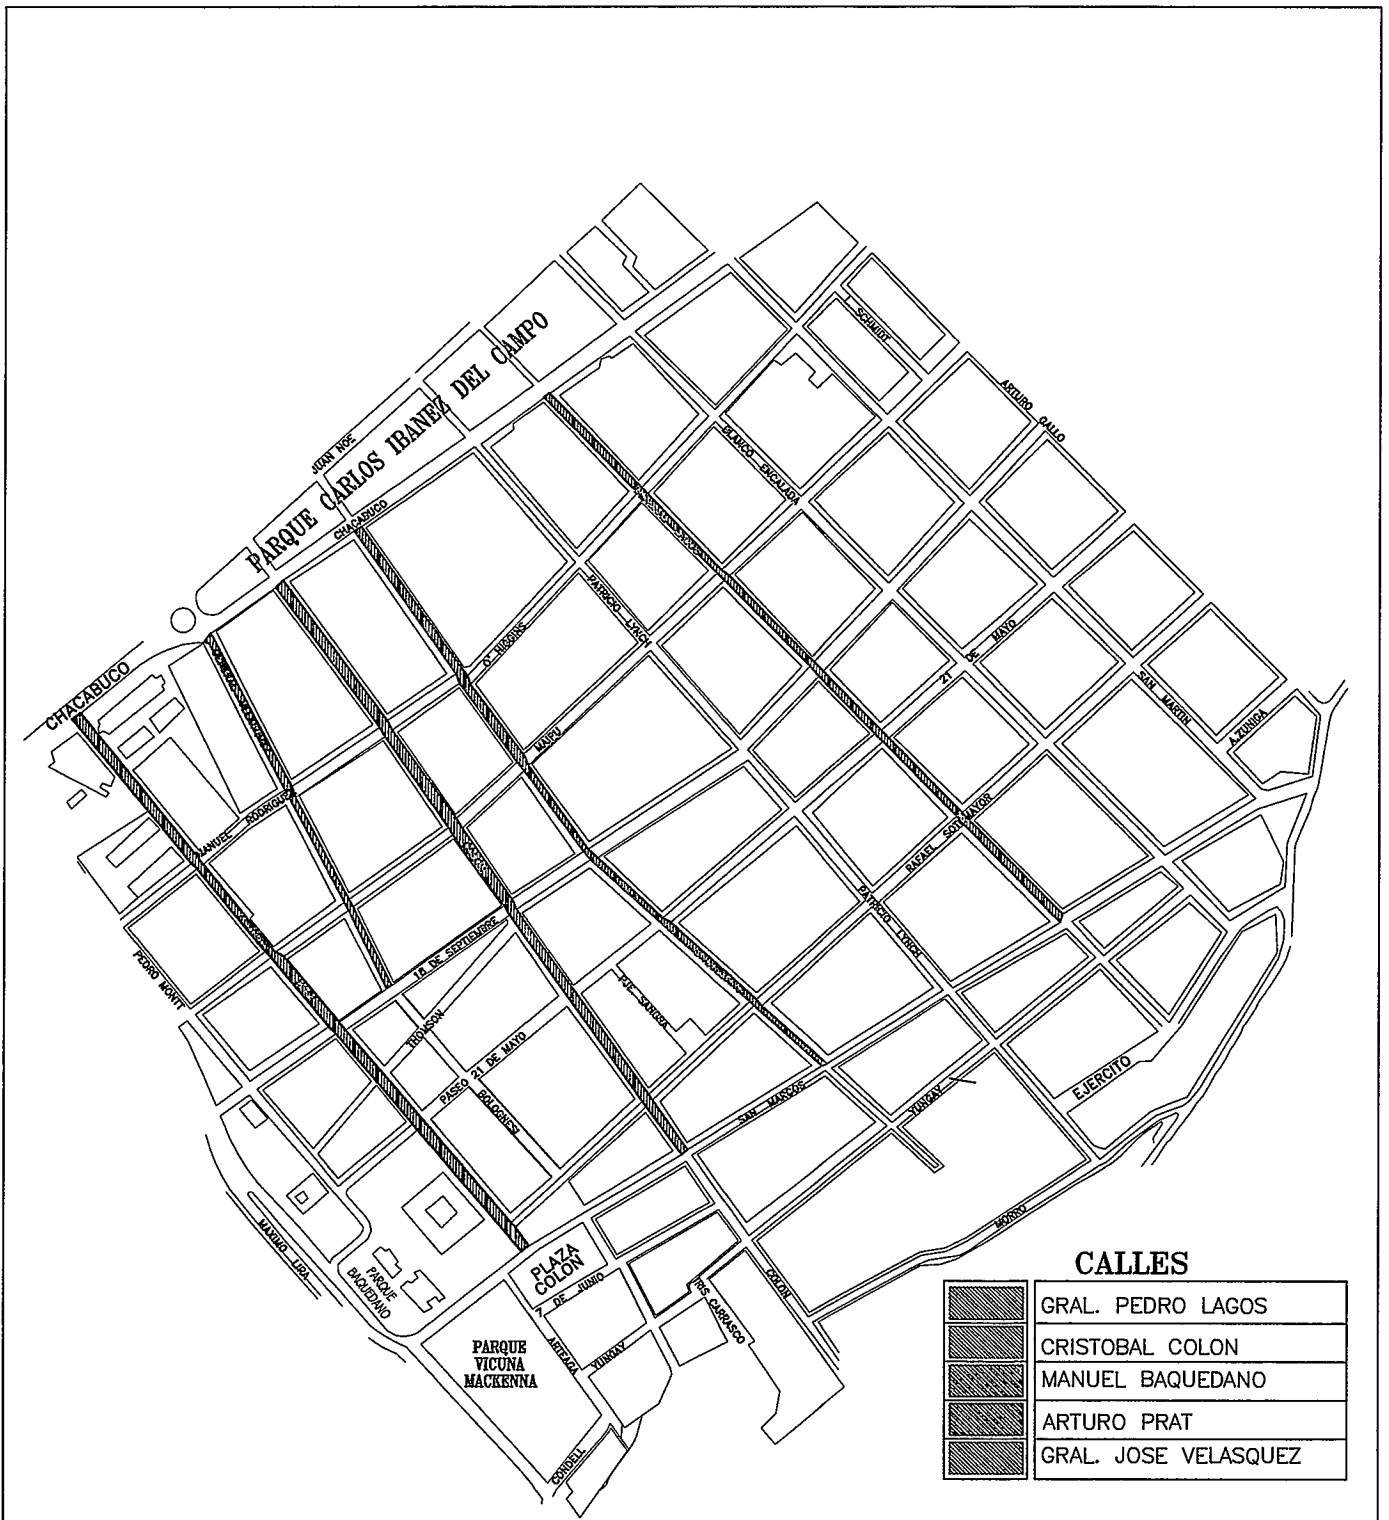 L. SCHMIDT
ARTURO GALLO
PARQUE CARLOS IBANEZ DEL CAMPO
JUAN NOE
CHACABUCO
BLANCO ENCALADA
PATRICIO LYNCH
O' HIGGINS
MAIPU
21 DE MAYO
SAN MARTIN
A.ZUNIGA
CHACABUCO
MANUEL RODRIGUEZ
RAFAEL SOTOMAYOR
PATRICIO LYNCH
18 DE SEPTIEMBRE
PEDRO MONTT
THOMSON
PASEO 21 DE MAYO
BOLOGNESI
PJE. SANGRA
SAN MARCOS
YUNGAY
EJERCITO
MORRO
MAXIMO LIRA
PARQUE
BAQUEDANO
PLAZA
COLON
7 DE JUNIO
COLON
CARRASCO
ARTEAGA
YUNGAY
PARQUE
VICUNA
MACKENNA
CONDELL
CALLES
GRAL. PEDRO LAGOS
CRISTOBAL COLON
MANUEL BAQUEDANO
ARTURO PRAT
GRAL. JOSE VELASQUEZ